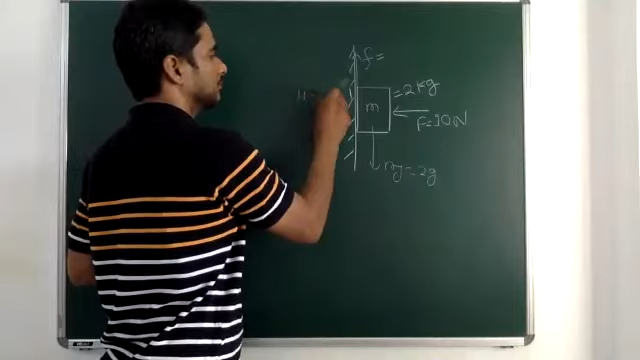 f =
μ =
m = 2 kg
F = 10 N
mg = 2g